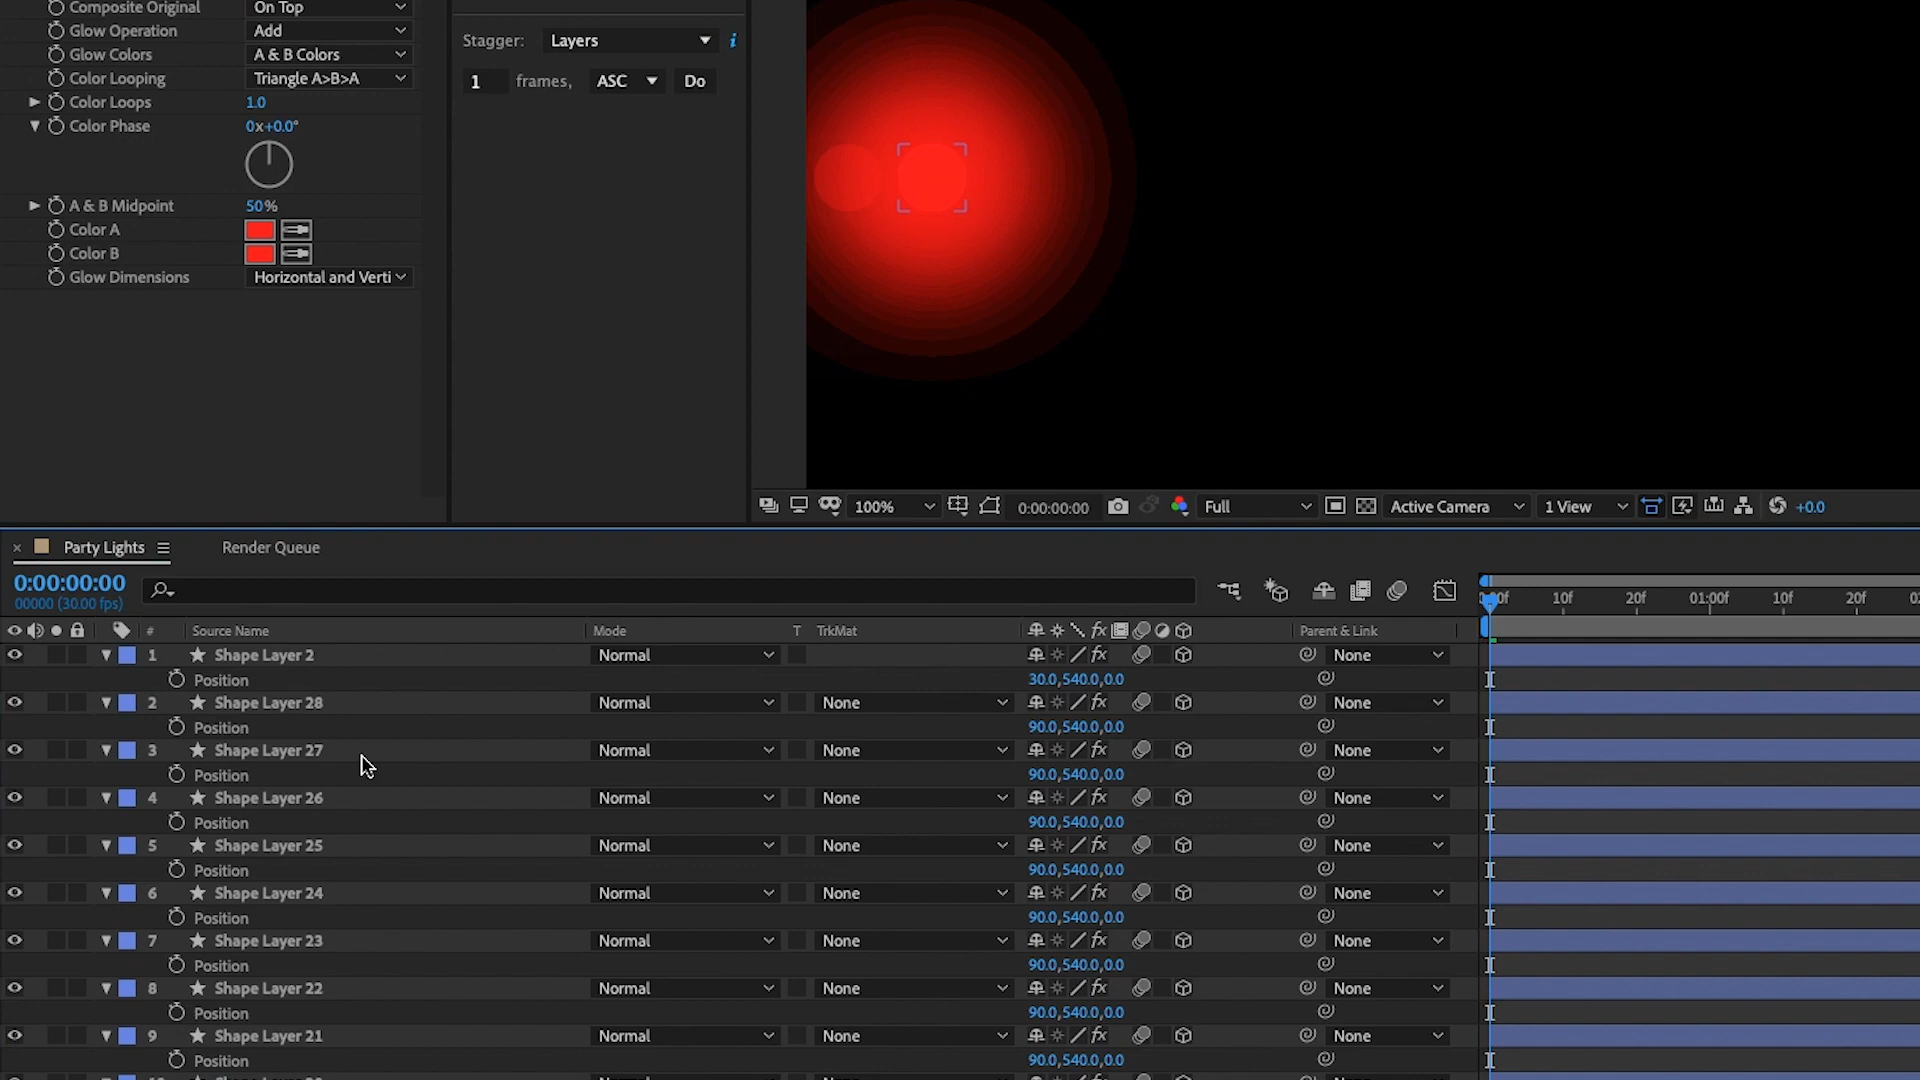 Composite Original On Top
Glow Operation Add
Glow Colors A & B Colors
Color Looping Triangle A>B>A
Color Loops 1.0
Color Phase 0x+0.0°
A & B Midpoint 50%
Color A
Color B
Glow Dimensions Horizontal and Verti
Stagger: Layers i
1 frames, ASC Do
100% 0:00:00:00 Full Active Camera 1 View +0.0
Party Lights Render Queue
0:00:00:00
00000 (30.00 fps)
10f 20f 01:00f 10f 20f
# Source Name Mode T TrkMat fx Parent & Link
1 Shape Layer 2 Normal fx None
Position 30.0,540.0,0.0
2 Shape Layer 28 Normal None fx None
Position 90.0,540.0,0.0
3 Shape Layer 27 Normal None fx None
Position 90.0,540.0,0.0
4 Shape Layer 26 Normal None fx None
Position 90.0,540.0,0.0
5 Shape Layer 25 Normal None fx None
Position 90.0,540.0,0.0
6 Shape Layer 24 Normal None fx None
Position 90.0,540.0,0.0
7 Shape Layer 23 Normal None fx None
Position 90.0,540.0,0.0
8 Shape Layer 22 Normal None fx None
Position 90.0,540.0,0.0
9 Shape Layer 21 Normal None fx None
Position 90.0,540.0,0.0